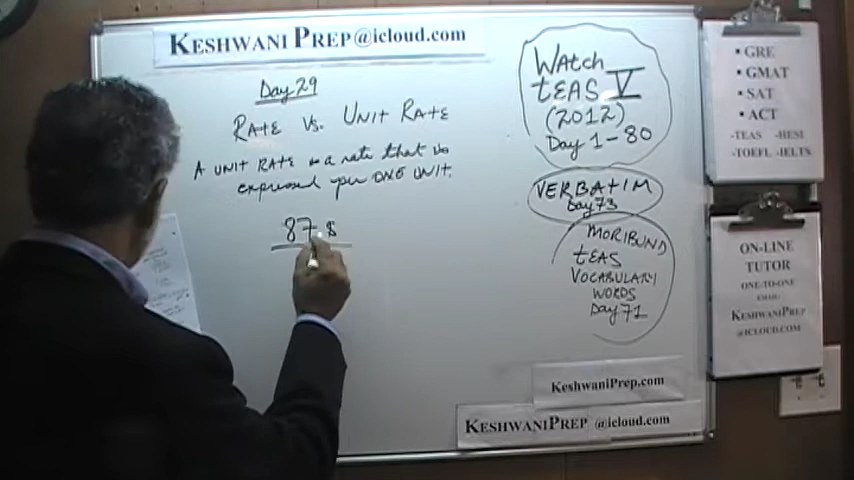 KESHWANI PREP@icloud.com
Day 29
RATE VS. UNIT RATE
A UNIT RATE is a rate that is
expressed per ONE UNIT.
87 $
WAtch
tEAS V
(2012)
Day 1-80
VERBATIM
Day 73
MORIBUND
tEAS
VOCABULARY
WORDS
Day 71
• GRE
• GMAT
• SAT
• ACT
-TEAS -HESI
-TOEFL -IELTS
ON-LINE
TUTOR
ONE-TO-ONE
KESHWANIPREP
@ICLOUD.COM
KeshwaniPrep.com
KESHWANIPREP @icloud.com